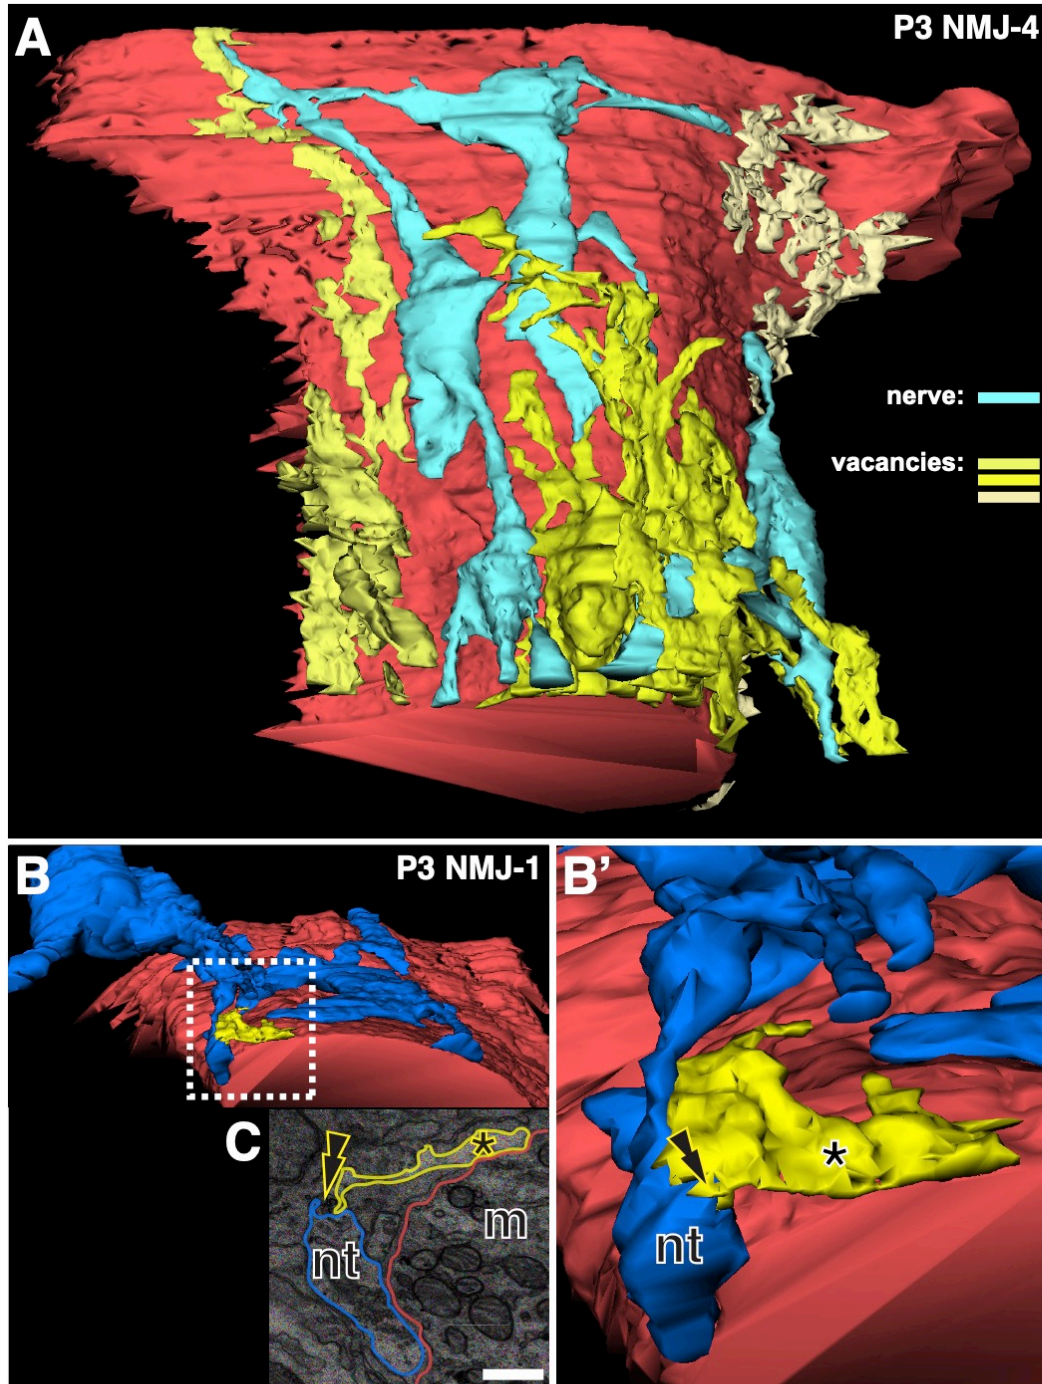 A
P3 NMJ-4
nerve:
vacancies:
B
P3 NMJ-1
B’
C
*
nt
m
*
nt